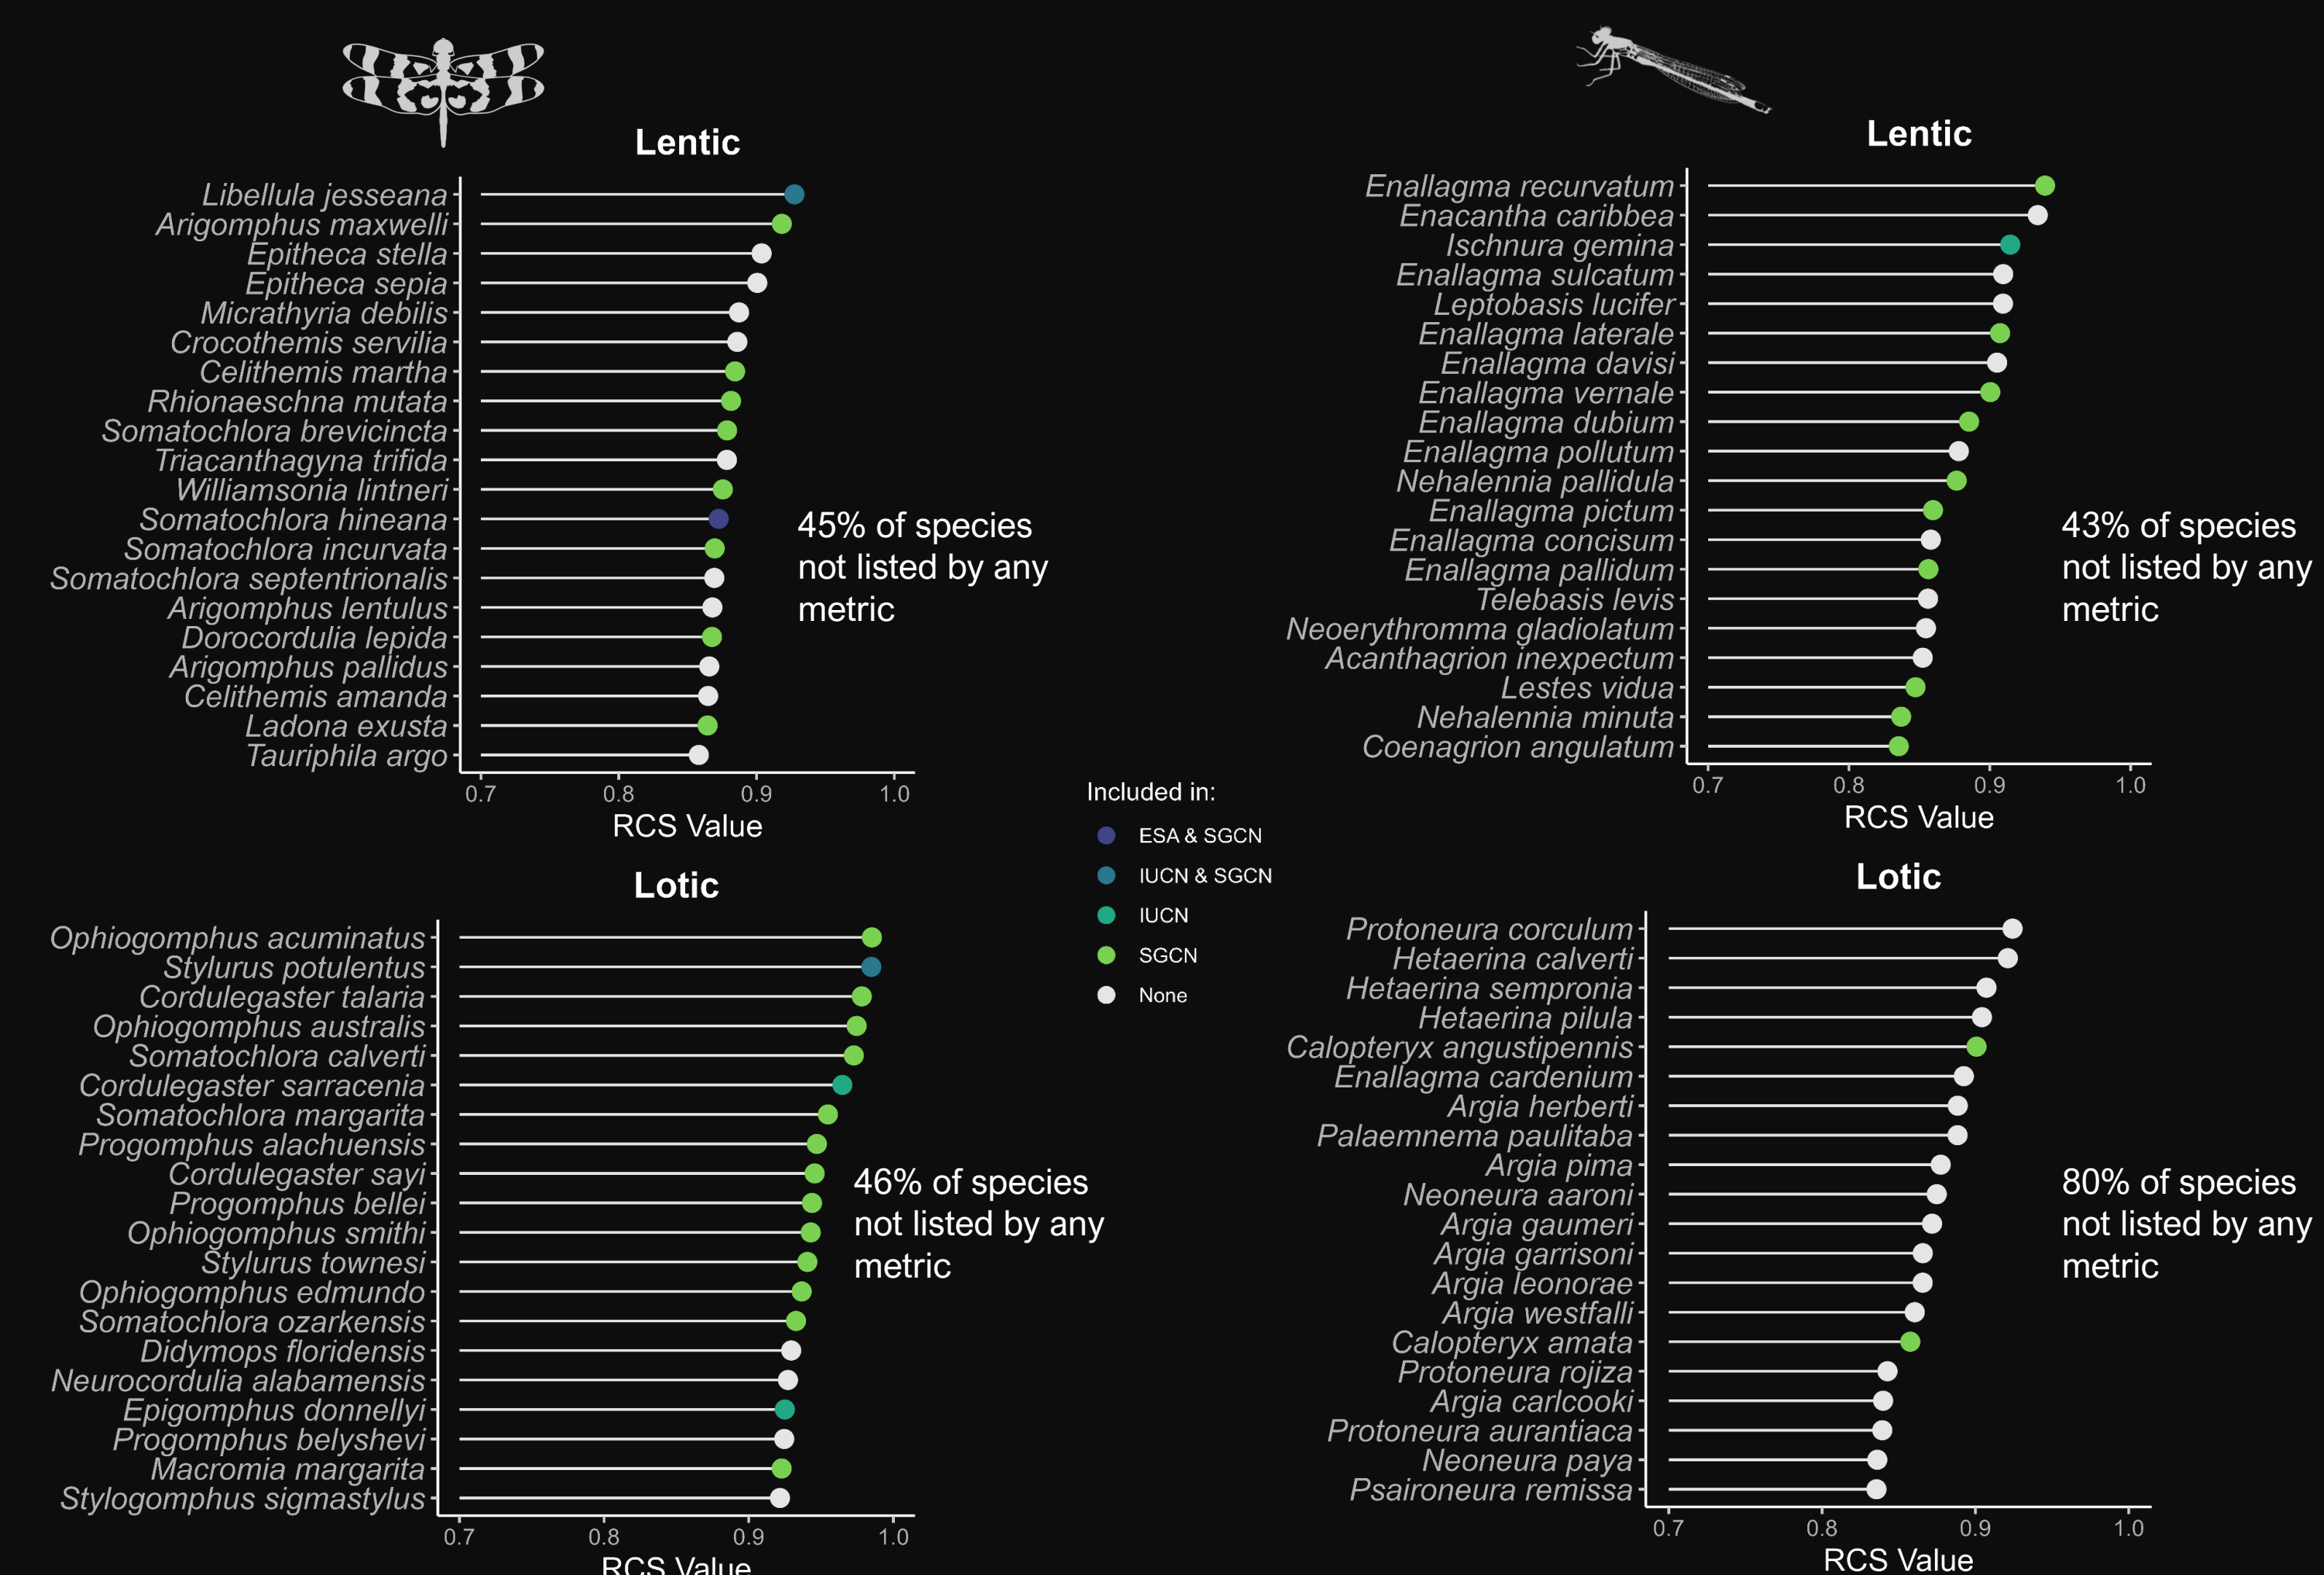 Lentic
Libellula jesseana
Arigomphus maxwelli
Epitheca stella
Epitheca sepia
Micrathyria debilis
Crocothemis servilia
Celithemis martha
Rhionaeschna mutata
Somatochlora brevicincta
Triacanthagyna trifida
Williamsonia lintneri
Somatochlora hineana
Somatochlora incurvata
Somatochlora septentrionalis
Arigomphus lentulus
Dorocordulia lepida
Arigomphus pallidus
Celithemis amanda
Ladona exusta
Tauriphila argo
45% of species
not listed by any
metric
0.7 0.8 0.9 1.0
RCS Value
Lentic
Enallagma recurvatum
Enacantha caribbea
Ischnura gemina
Enallagma sulcatum
Leptobasis lucifer
Enallagma laterale
Enallagma davisi
Enallagma vernale
Enallagma dubium
Enallagma pollutum
Nehalennia pallidula
Enallagma pictum
Enallagma concisum
Enallagma pallidum
Telebasis levis
Neoerythromma gladiolatum
Acanthagrion inexpectum
Lestes vidua
Nehalennia minuta
Coenagrion angulatum
43% of species
not listed by any
metric
0.7 0.8 0.9 1.0
RCS Value
Included in:
ESA & SGCN
IUCN & SGCN
IUCN
SGCN
None
Lotic
Ophiogomphus acuminatus
Stylurus potulentus
Cordulegaster talaria
Ophiogomphus australis
Somatochlora calverti
Cordulegaster sarracenia
Somatochlora margarita
Progomphus alachuensis
Cordulegaster sayi
Progomphus bellei
Ophiogomphus smithi
Stylurus townesi
Ophiogomphus edmundo
Somatochlora ozarkensis
Didymops floridensis
Neurocordulia alabamensis
Epigomphus donnellyi
Progomphus belyshevi
Macromia margarita
Stylogomphus sigmastylus
46% of species
not listed by any
metric
0.7 0.8 0.9 1.0
RCS Value
Lotic
Protoneura corculum
Hetaerina calverti
Hetaerina sempronia
Hetaerina pilula
Calopteryx angustipennis
Enallagma cardenium
Argia herberti
Palaemnema paulitaba
Argia pima
Neoneura aaroni
Argia gaumeri
Argia garrisoni
Argia leonorae
Argia westfalli
Calopteryx amata
Protoneura rojiza
Argia carlcooki
Protoneura aurantiaca
Neoneura paya
Psaironeura remissa
80% of species
not listed by any
metric
0.7 0.8 0.9 1.0
RCS Value